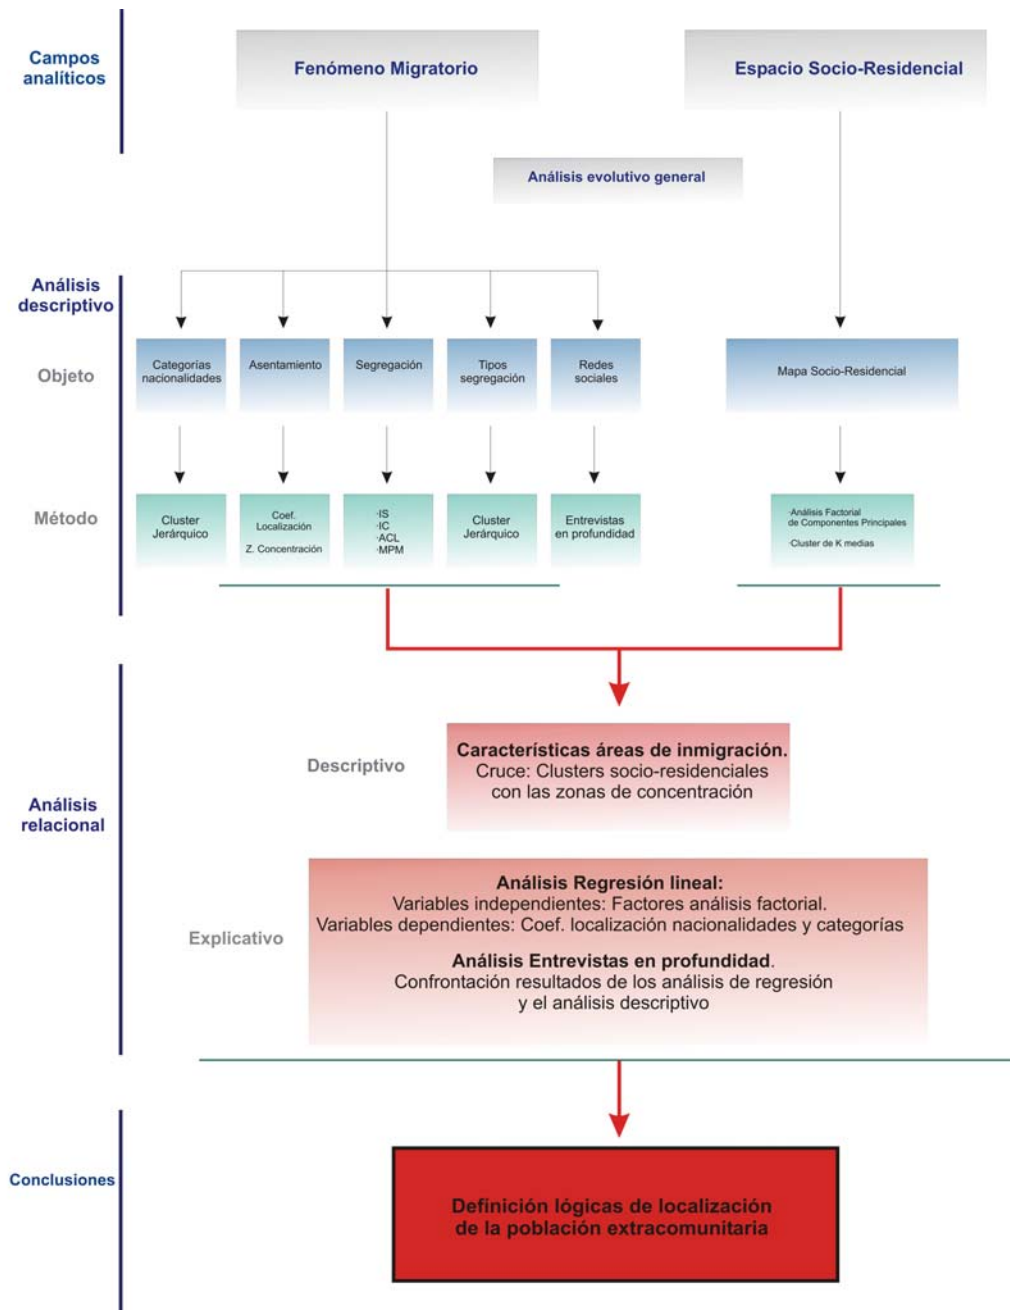 Campos
analíticos
Fenómeno Migratorio
Espacio Socio-Residencial
Análisis evolutivo general
Análisis
descriptivo
Objeto
Categorías
nacionalidades
Asentamiento
Segregación
Tipos
segregación
Redes
sociales
Mapa Socio-Residencial
Método
Cluster
Jerárquico
Coef.
Localización
Z. Concentración
·IS
·IC
·ACL
·MPM
Cluster
Jerárquico
Entrevistas
en profundidad
·Análisis Factorial
de Componentes Principales
·Cluster de K medias
Análisis
relacional
Descriptivo
Características áreas de inmigración.
Cruce: Clusters socio-residenciales
con las zonas de concentración
Explicativo
Análisis Regresión lineal:
Variables independientes: Factores análisis factorial.
Variables dependientes: Coef. localización nacionalidades y categorías
Análisis Entrevistas en profundidad.
Confrontación resultados de los análisis de regresión
y el análisis descriptivo
Conclusiones
Definición lógicas de localización
de la población extracomunitaria